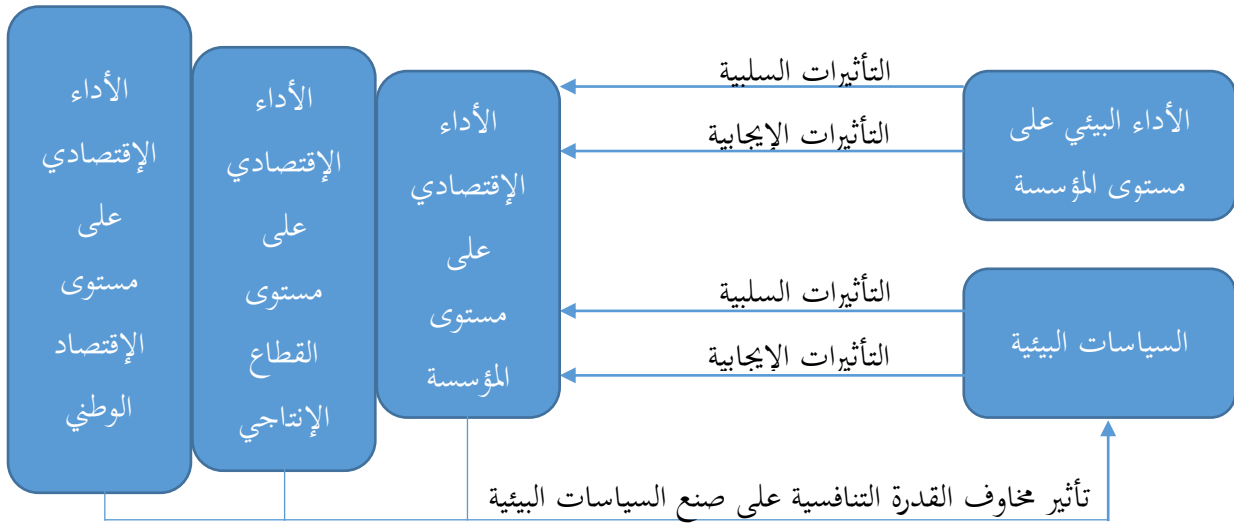 الأداء البيئي على
مستوى المؤسسة
التأثيرات السلبية
التأثيرات الإيجابية
السياسات البيئية
التأثيرات السلبية
التأثيرات الإيجابية
الأداء
الإقتصادي
على
مستوى
المؤسسة
الأداء
الإقتصادي
على
مستوى
القطاع
الإنتاجي
الأداء
الإقتصادي
على
مستوى
الإقتصاد
الوطني
تأثير مخاوف القدرة التنافسية على صنع السياسات البيئية